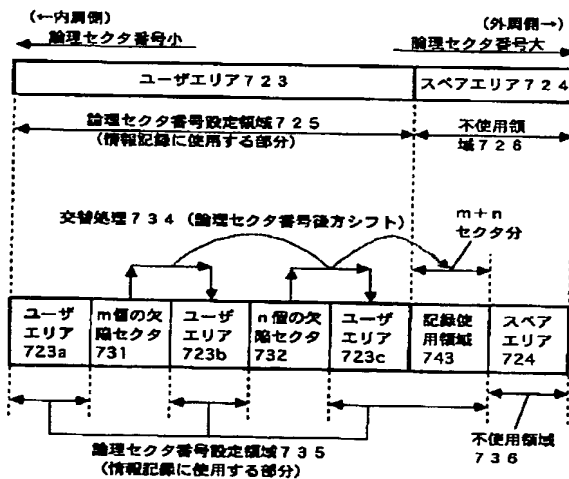 (←内周側)
論理セクタ番号小
(外周側→)
論理セクタ番号大
ユーザエリア723
スペアエリア724
論理セクタ番号設定領域725
(情報記録に使用する部分)
不使用領
域726
交替処理734 (論理セクタ番号後方シフト)
m+n
セクタ分
ユーザ
エリア
723a
m個の欠
陥セクタ
731
ユーザ
エリア
723b
n個の欠
陥セクタ
732
ユーザ
エリア
723c
記録使
用領域
743
スペア
エリア
724
論理セクタ番号設定領域735
(情報記録に使用する部分)
不使用領域
736